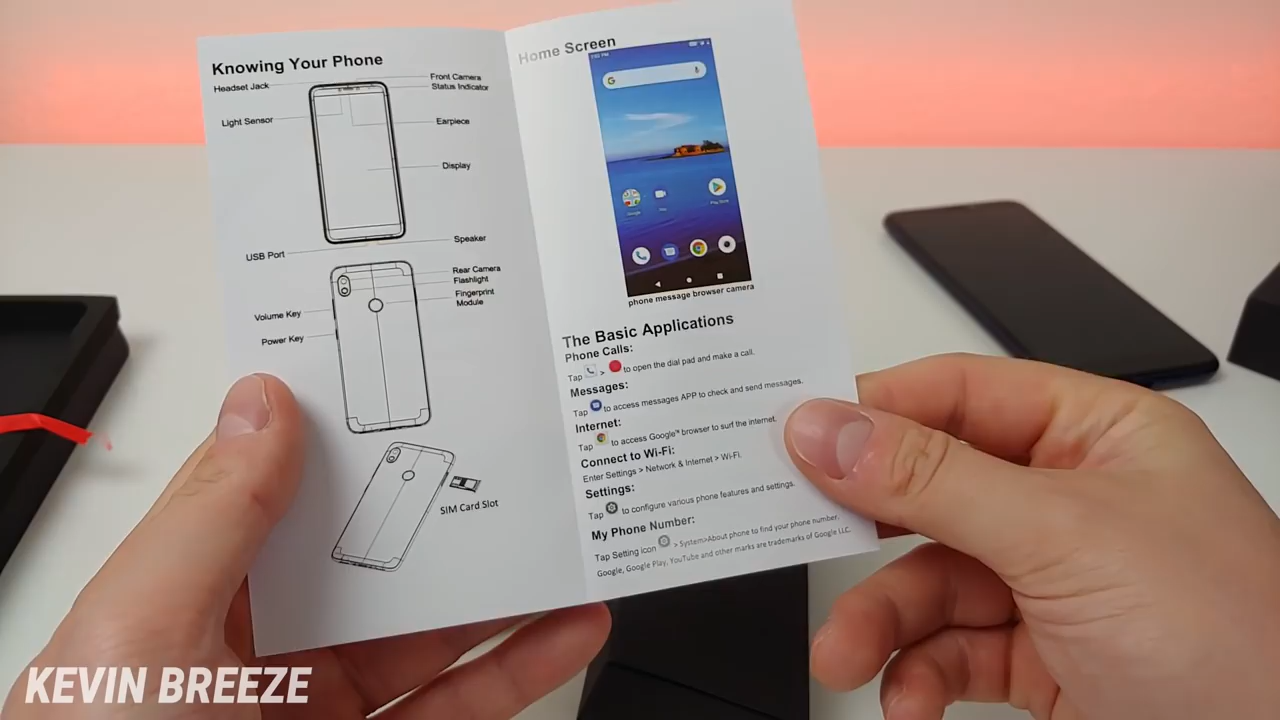 Knowing Your Phone
Headset Jack
Front Camera
Status Indicator
Light Sensor
Earpiece
Display
USB Port
Speaker
Rear Camera
Flashlight
Fingerprint
Module
Volume Key
Power Key
SIM Card Slot
Home Screen
G
Google
Play Store
phone message browser camera
The Basic Applications
Phone Calls:
Tap > to open the dial pad and make a call.
Messages:
Tap to access messages APP to check and send messages.
Internet:
Tap to access Google™ browser to surf the internet.
Connect to Wi-Fi:
Enter Settings > Network & Internet > Wi-Fi.
Settings:
Tap to configure various phone features and settings.
My Phone Number:
Tap Setting icon > System>About phone to find your phone number.
Google, Google Play, YouTube and other marks are trademarks of Google LLC.
KEVIN BREEZE